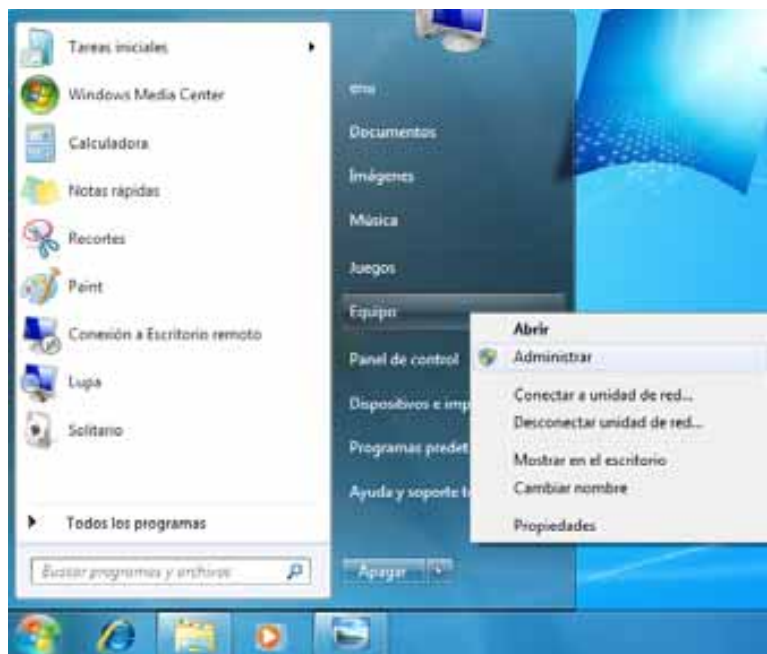 Tareas iniciales
Windows Media Center
Calculadora
Notas rápidas
Recortes
Paint
Conexión a Escritorio remoto
Lupa
Solitario
Todos los programas
Buscar programas y archivos
Documentos
Imágenes
Música
Juegos
Equipo
Panel de control
Dispositivos e imp
Programas predet
Ayuda y soporte t
Apagar
Abrir
Administrar
Conectar a unidad de red...
Desconectar unidad de red...
Mostrar en el escritorio
Cambiar nombre
Propiedades